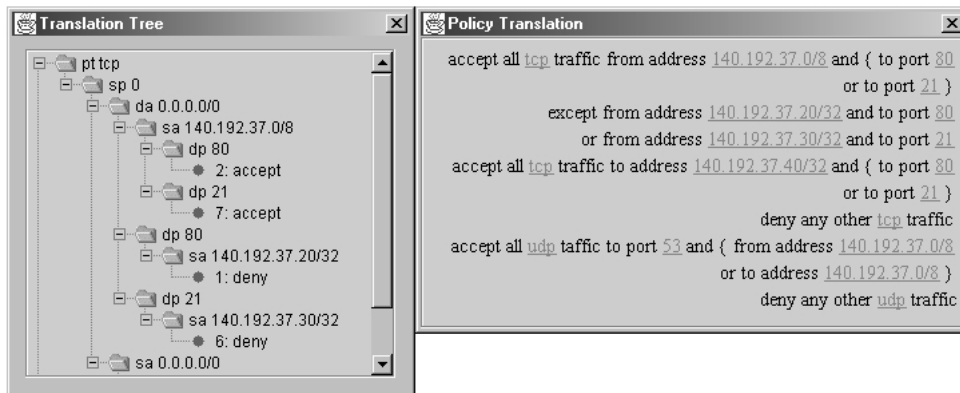 Translation Tree
pt tcp
sp 0
da 0.0.0.0/0
sa 140.192.37.0/8
dp 80
2: accept
dp 21
7: accept
dp 80
sa 140.192.37.20/32
1: deny
dp 21
sa 140.192.37.30/32
6: deny
sa 0.0.0.0/0
Policy Translation
accept all tcp traffic from address 140.192.37.0/8 and { to port 80
or to port 21 }
except from address 140.192.37.20/32 and to port 80
or from address 140.192.37.30/32 and to port 21
accept all tcp traffic to address 140.192.37.40/32 and { to port 80
or to port 21 }
deny any other tcp traffic
accept all udp taffic to port 53 and { from address 140.192.37.0/8
or to address 140.192.37.0/8 }
deny any other udp traffic